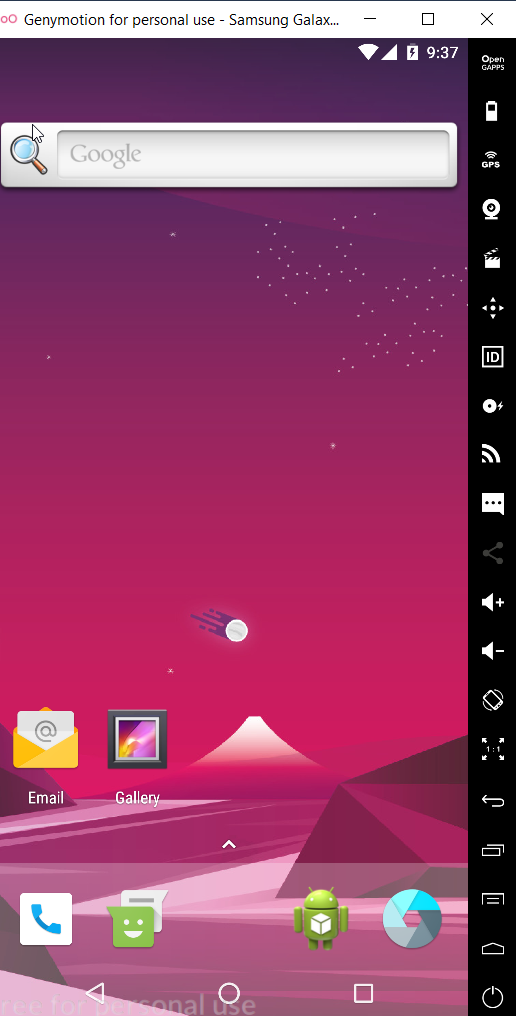 Genymotion for personal use - Samsung Galax...
9:37
Open
GAPPS
Google
GPS
ID
1:1
@
Email
Gallery
ree for personal use